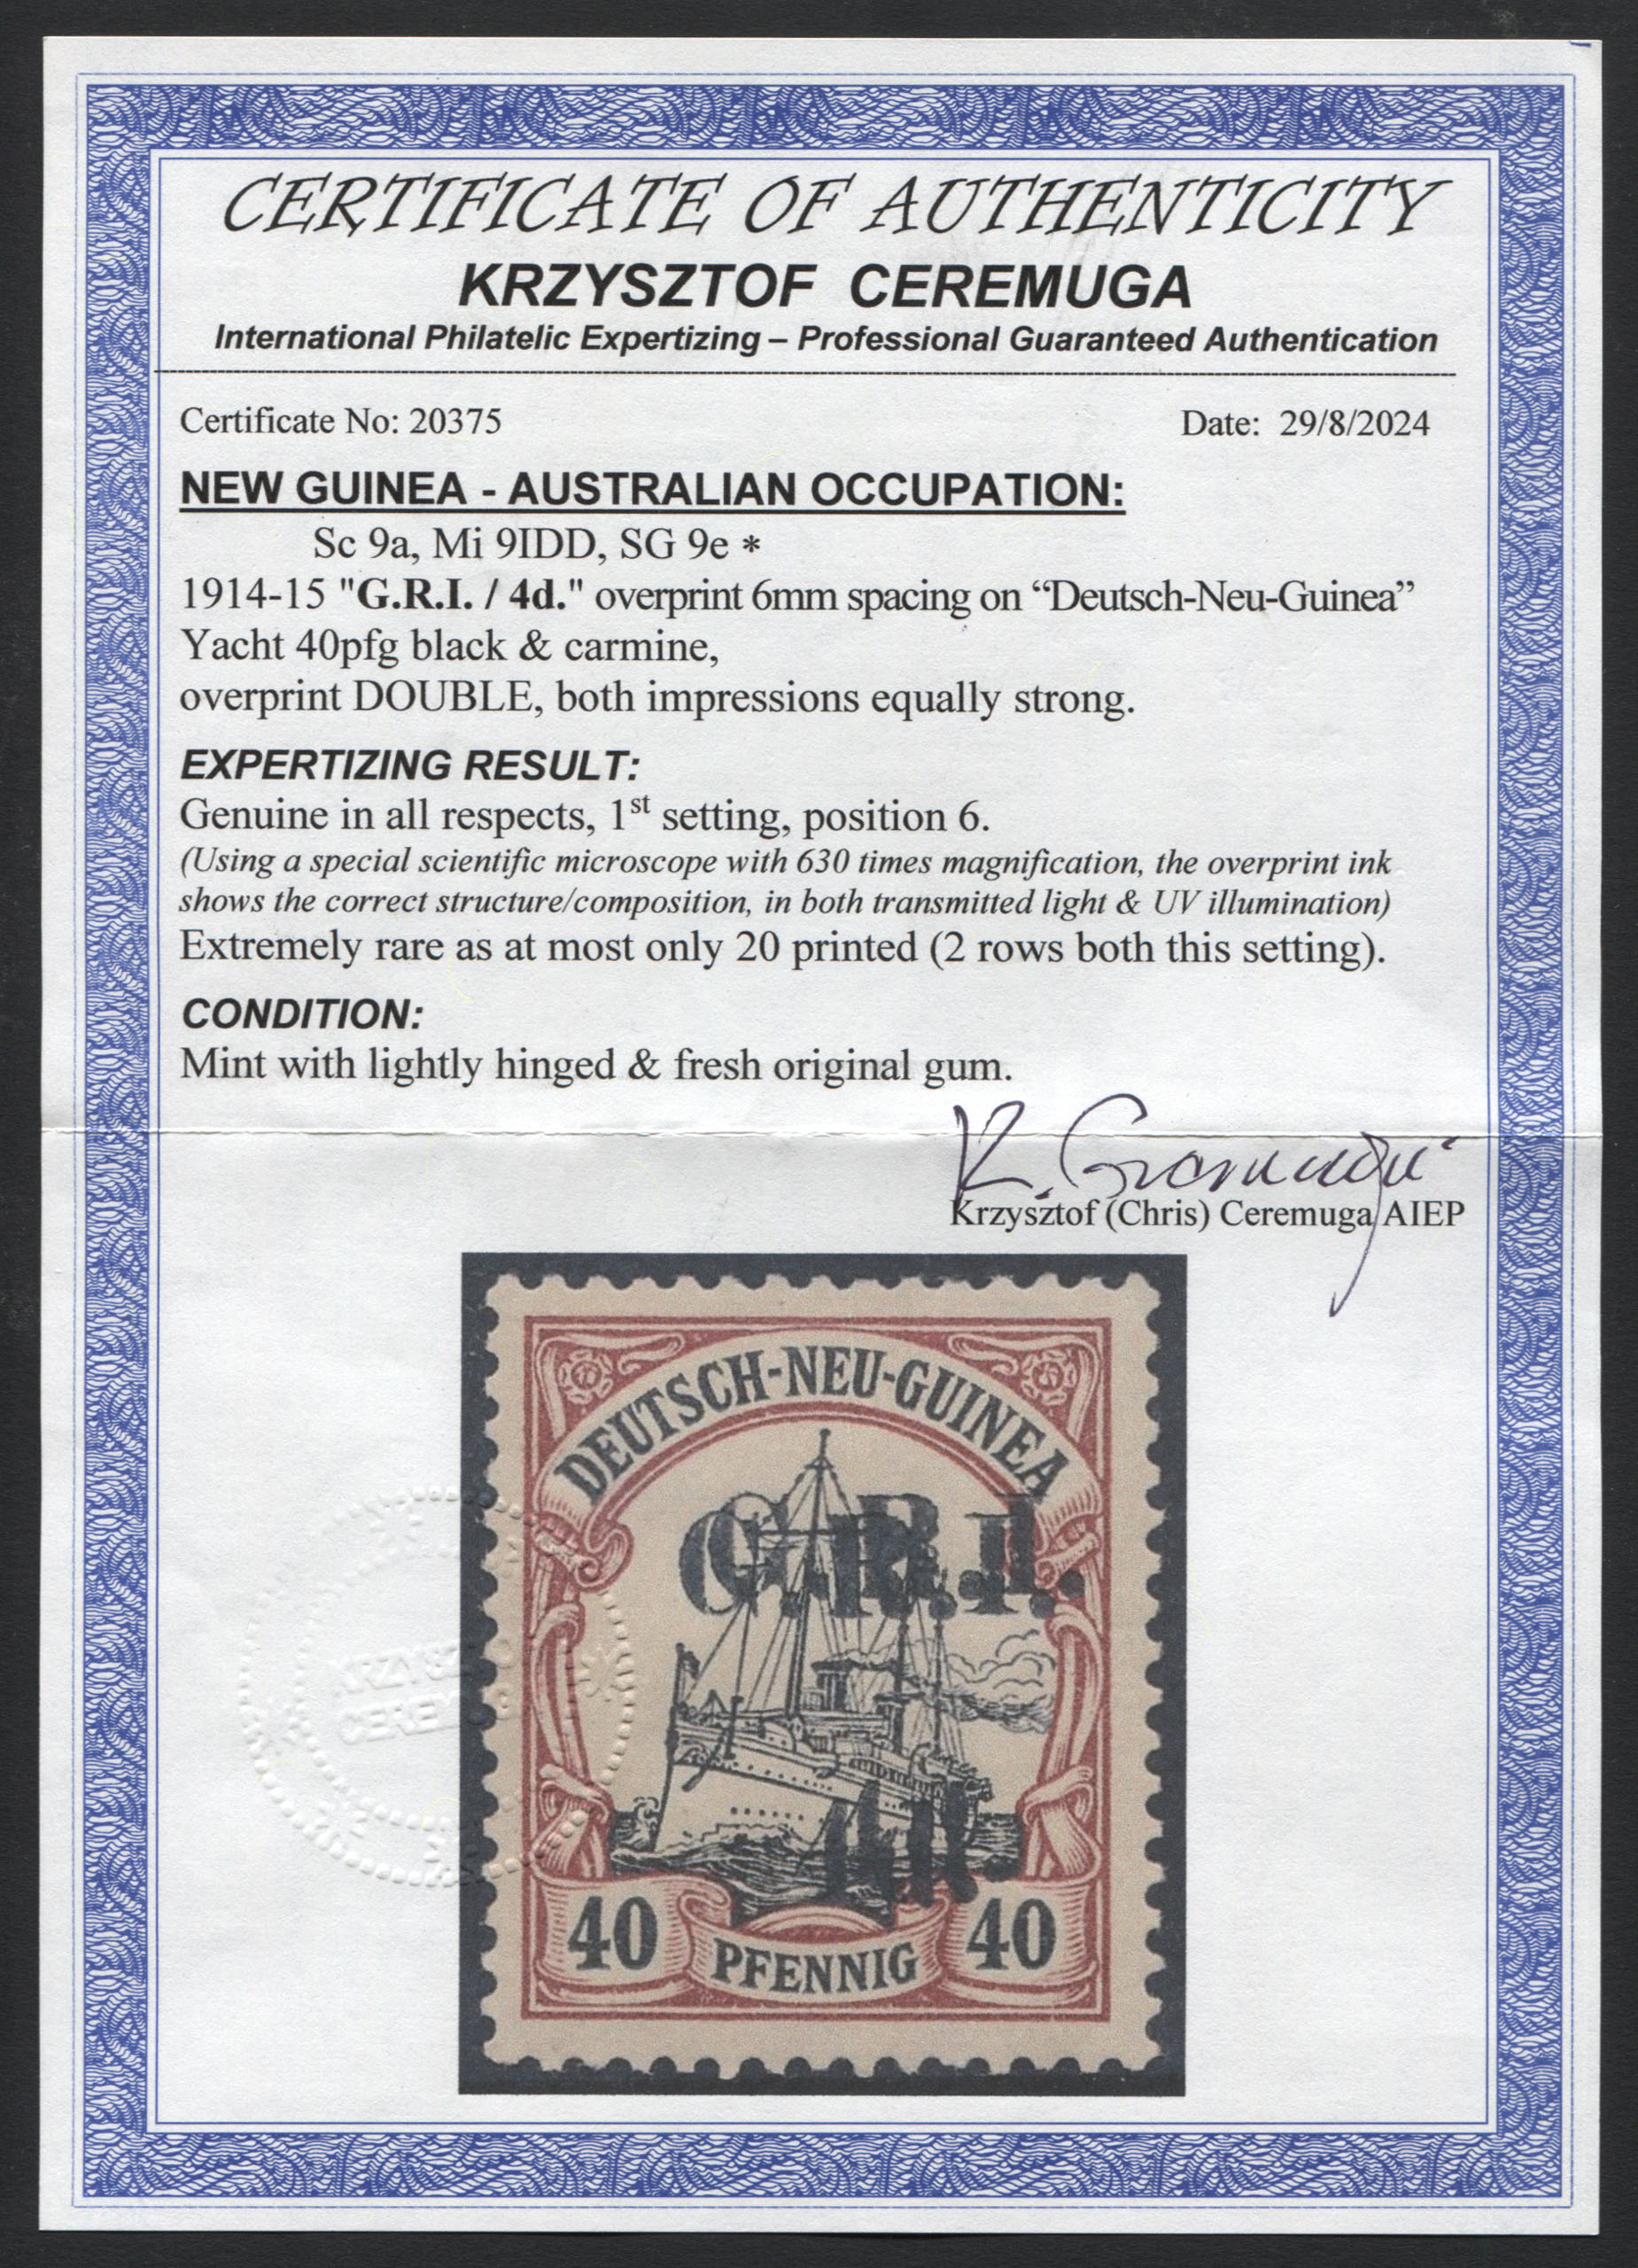 CERTIFICATE OF AUTHENTICITY
KRZYSZTOF CEREMUGA
International Philatelic Expertizing – Professional Guaranteed Authentication
Certificate No: 20375
Date: 29/8/2024
NEW GUINEA - AUSTRALIAN OCCUPATION:
Sc 9a, Mi 9IDD, SG 9e *
1914-15 "G.R.I. / 4d." overprint 6mm spacing on “Deutsch-Neu-Guinea”
Yacht 40pfg black & carmine,
overprint DOUBLE, both impressions equally strong.
EXPERTIZING RESULT:
Genuine in all respects, 1st setting, position 6.
(Using a special scientific microscope with 630 times magnification, the overprint ink
shows the correct structure/composition, in both transmitted light & UV illumination)
Extremely rare as at most only 20 printed (2 rows both this setting).
CONDITION:
Mint with lightly hinged & fresh original gum.
K. Ceremuga
Krzysztof (Chris) Ceremuga AIEP
DEUTSCH-NEU-GUINEA
G.R.I.
40
40
PFENNIG